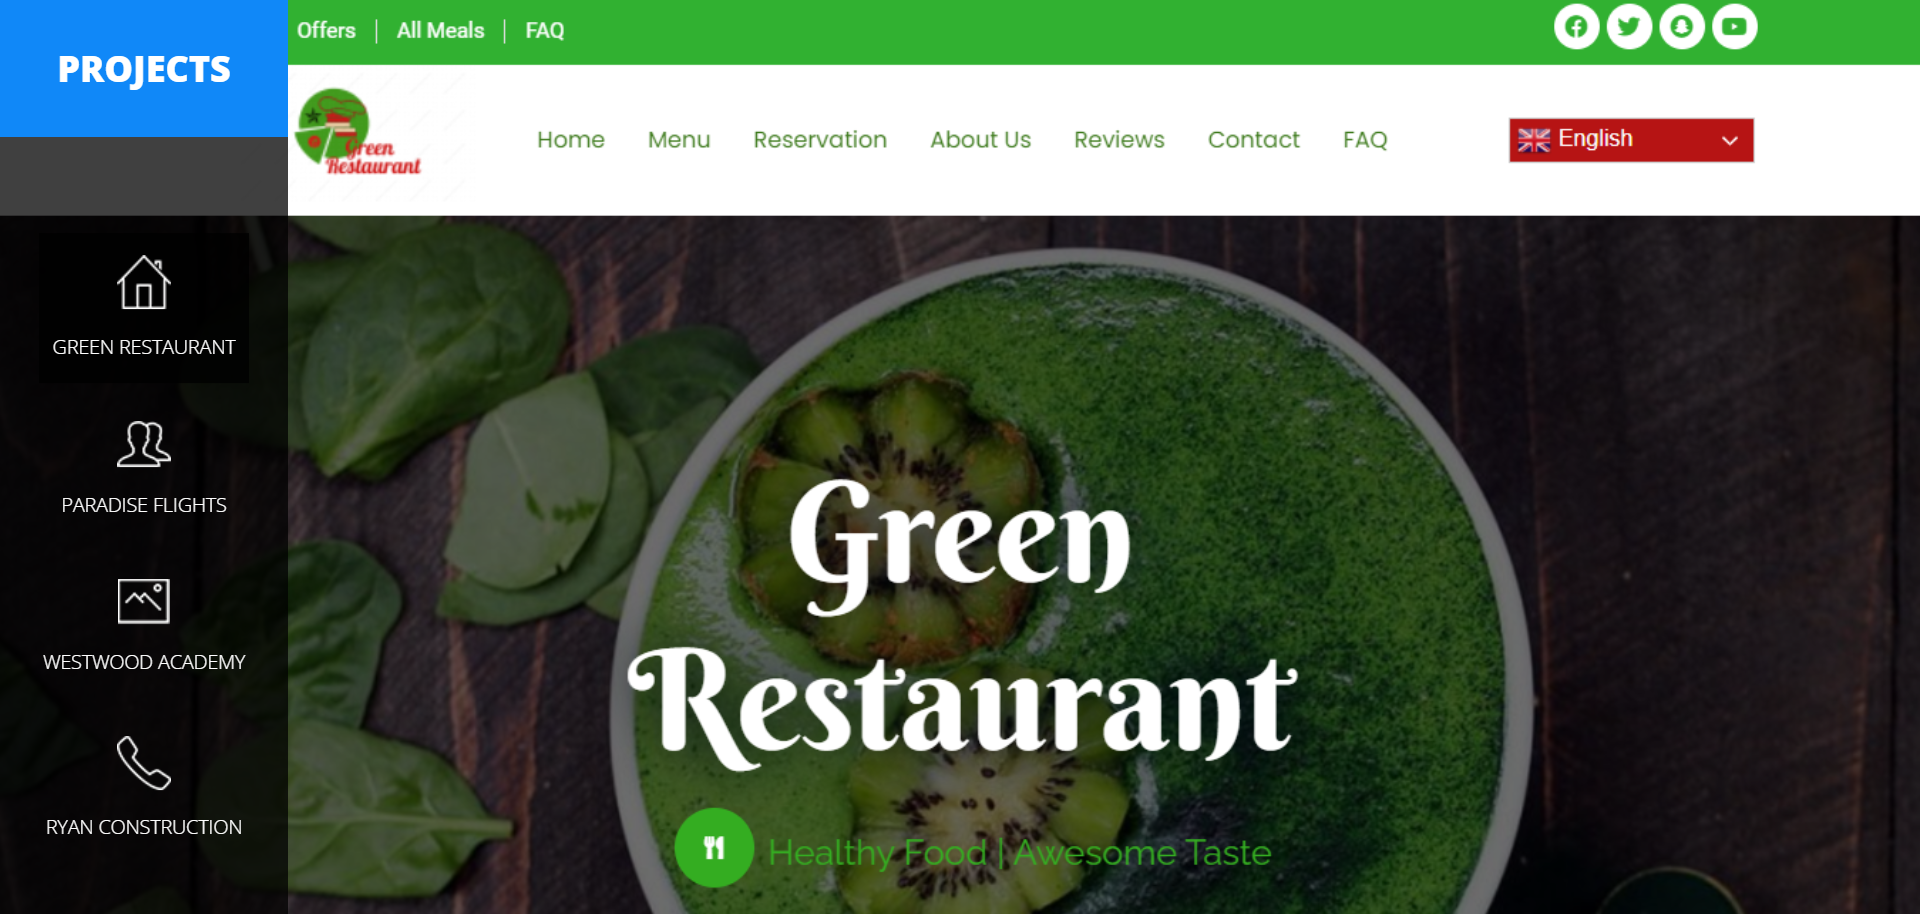 PROJECTS
Offers | All Meals | FAQ
Green
Restaurant
Home Menu Reservation About Us Reviews Contact FAQ
English
GREEN RESTAURANT
PARADISE FLIGHTS
WESTWOOD ACADEMY
RYAN CONSTRUCTION
Green
Restaurant
Healthy Food | Awesome Taste